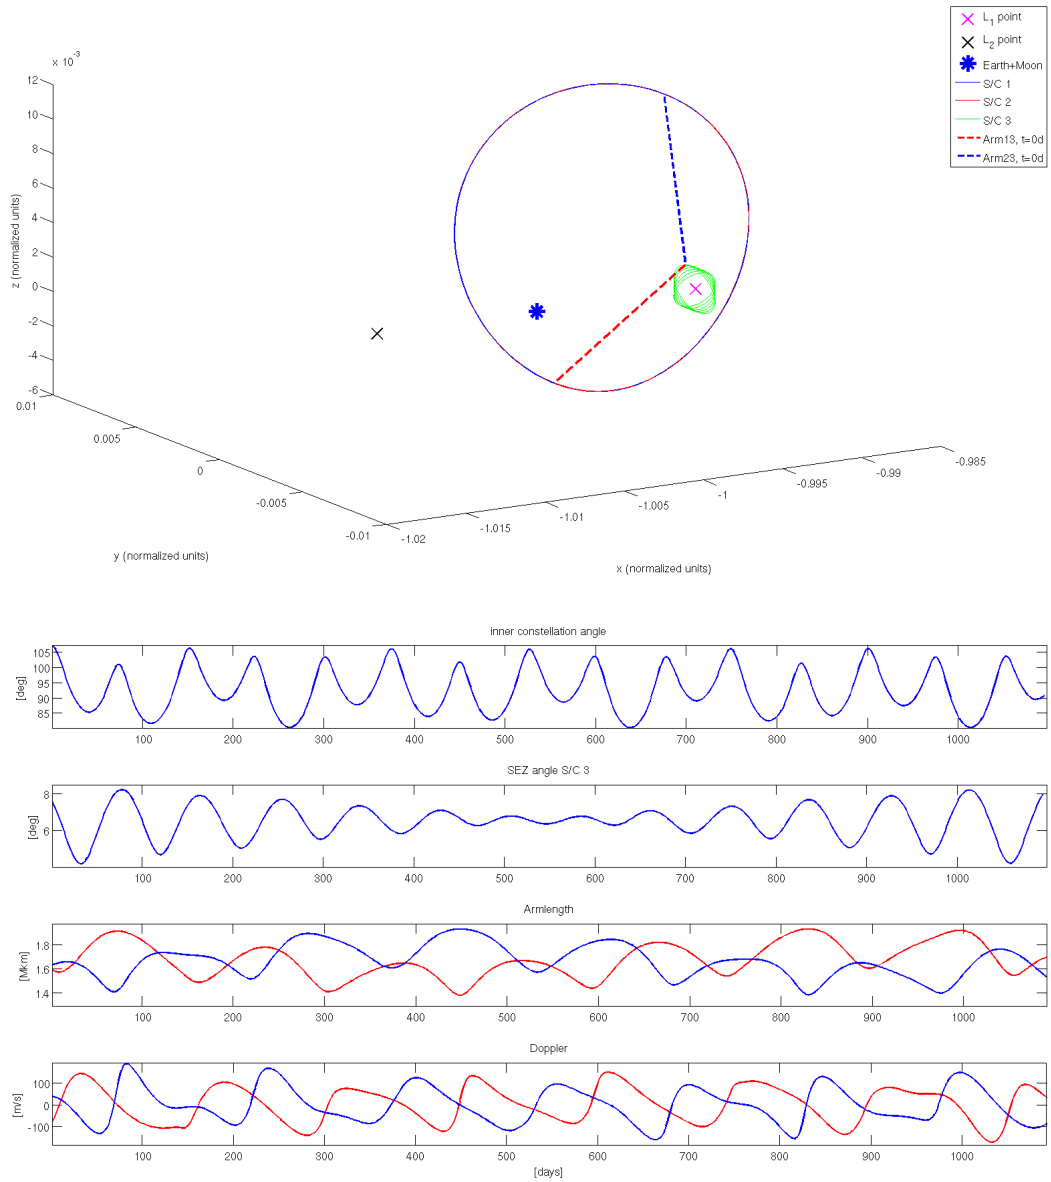 L1 point
L2 point
Earth+Moon
S/C 1
S/C 2
S/C 3
Arm13, t=0d
Arm23, t=0d
x 10^-3
12
10
8
6
4
2
0
-2
-4
-6
z (normalized units)
0.01
0.005
0
-0.005
-0.01
y (normalized units)
-1.02
-1.015
-1.01
-1.005
-1
-0.995
-0.99
-0.985
x (normalized units)
inner constellation angle
105
100
95
90
85
[deg]
100 200 300 400 500 600 700 800 900 1000
SEZ angle S/C 3
8
6
[deg]
100 200 300 400 500 600 700 800 900 1000
Armlength
1.8
1.6
1.4
[Mkm]
100 200 300 400 500 600 700 800 900 1000
Doppler
100
0
-100
[m/s]
100 200 300 400 500 600 700 800 900 1000
[days]